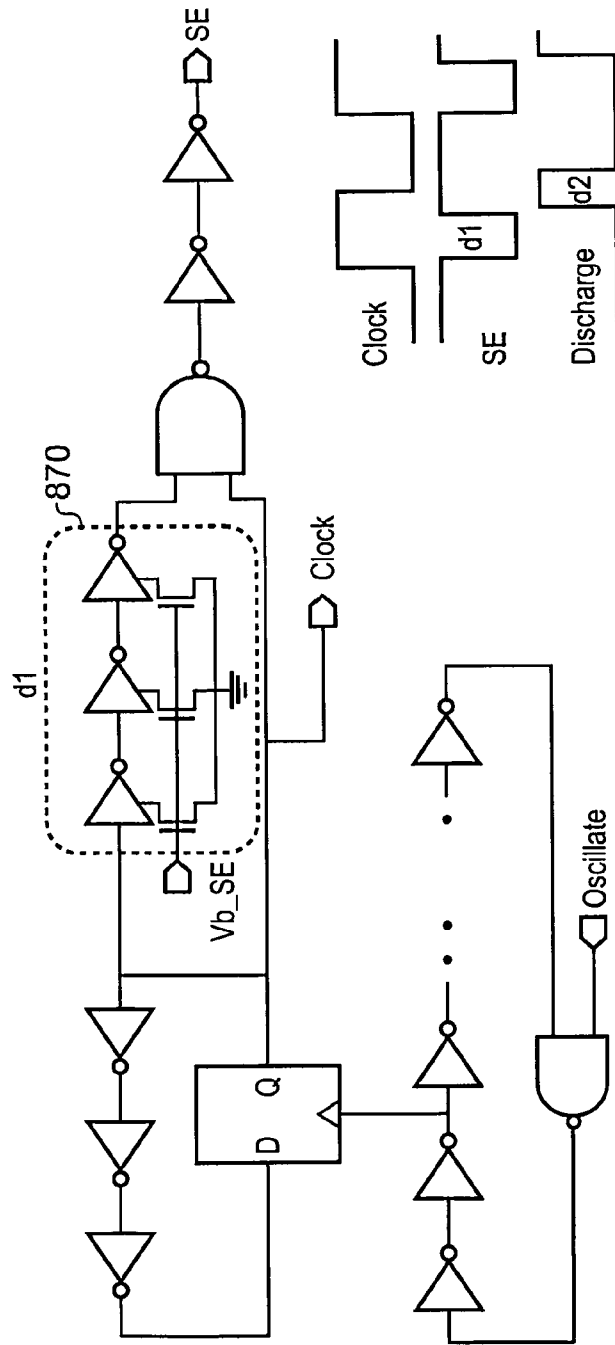 d1
870
SE
Vb_SE
Clock
D Q
Oscillate
Clock
SE
d1
Discharge
d2